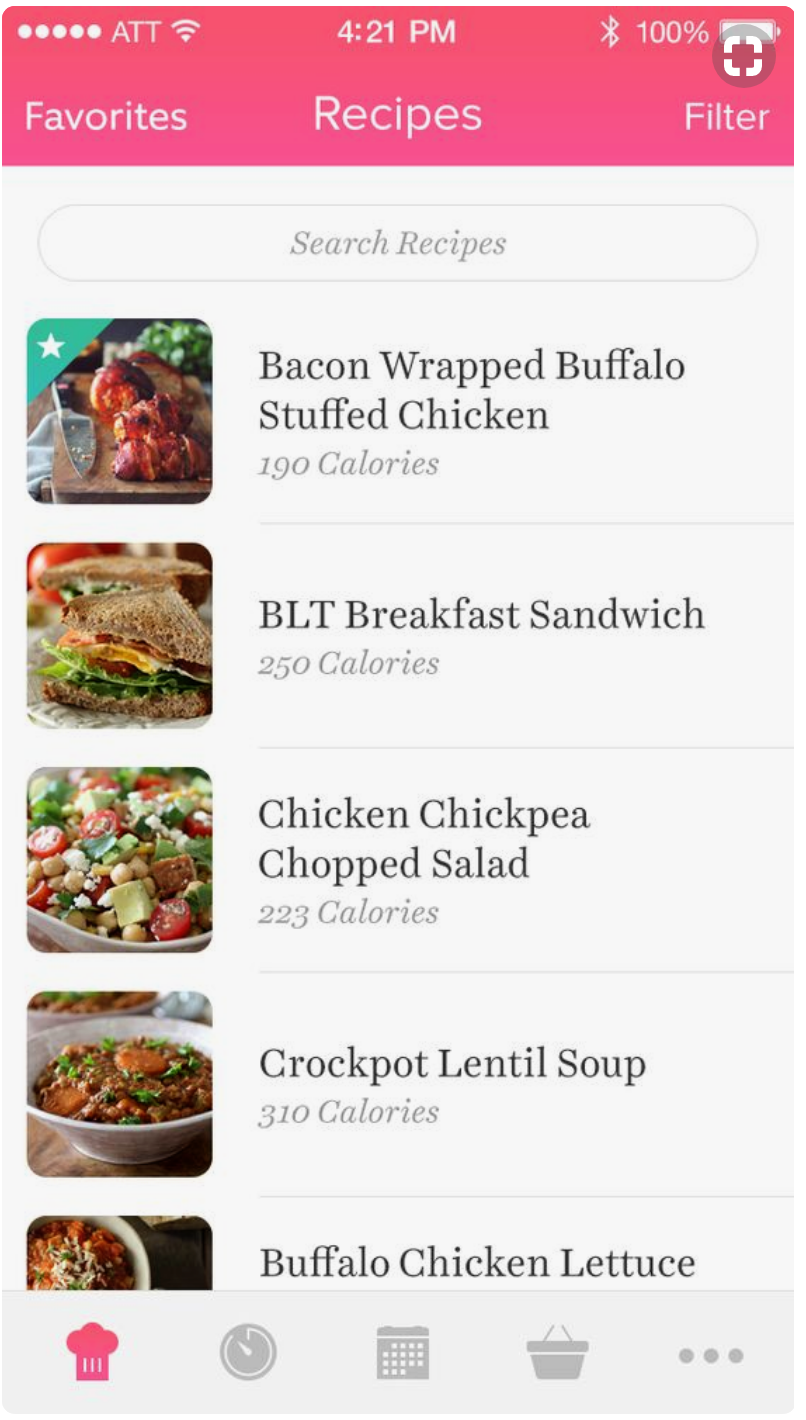 ATT 4:21 PM 100%
Favorites Recipes Filter
Search Recipes
Bacon Wrapped Buffalo
Stuffed Chicken
190 Calories
BLT Breakfast Sandwich
250 Calories
Chicken Chickpea
Chopped Salad
223 Calories
Crockpot Lentil Soup
310 Calories
Buffalo Chicken Lettuce